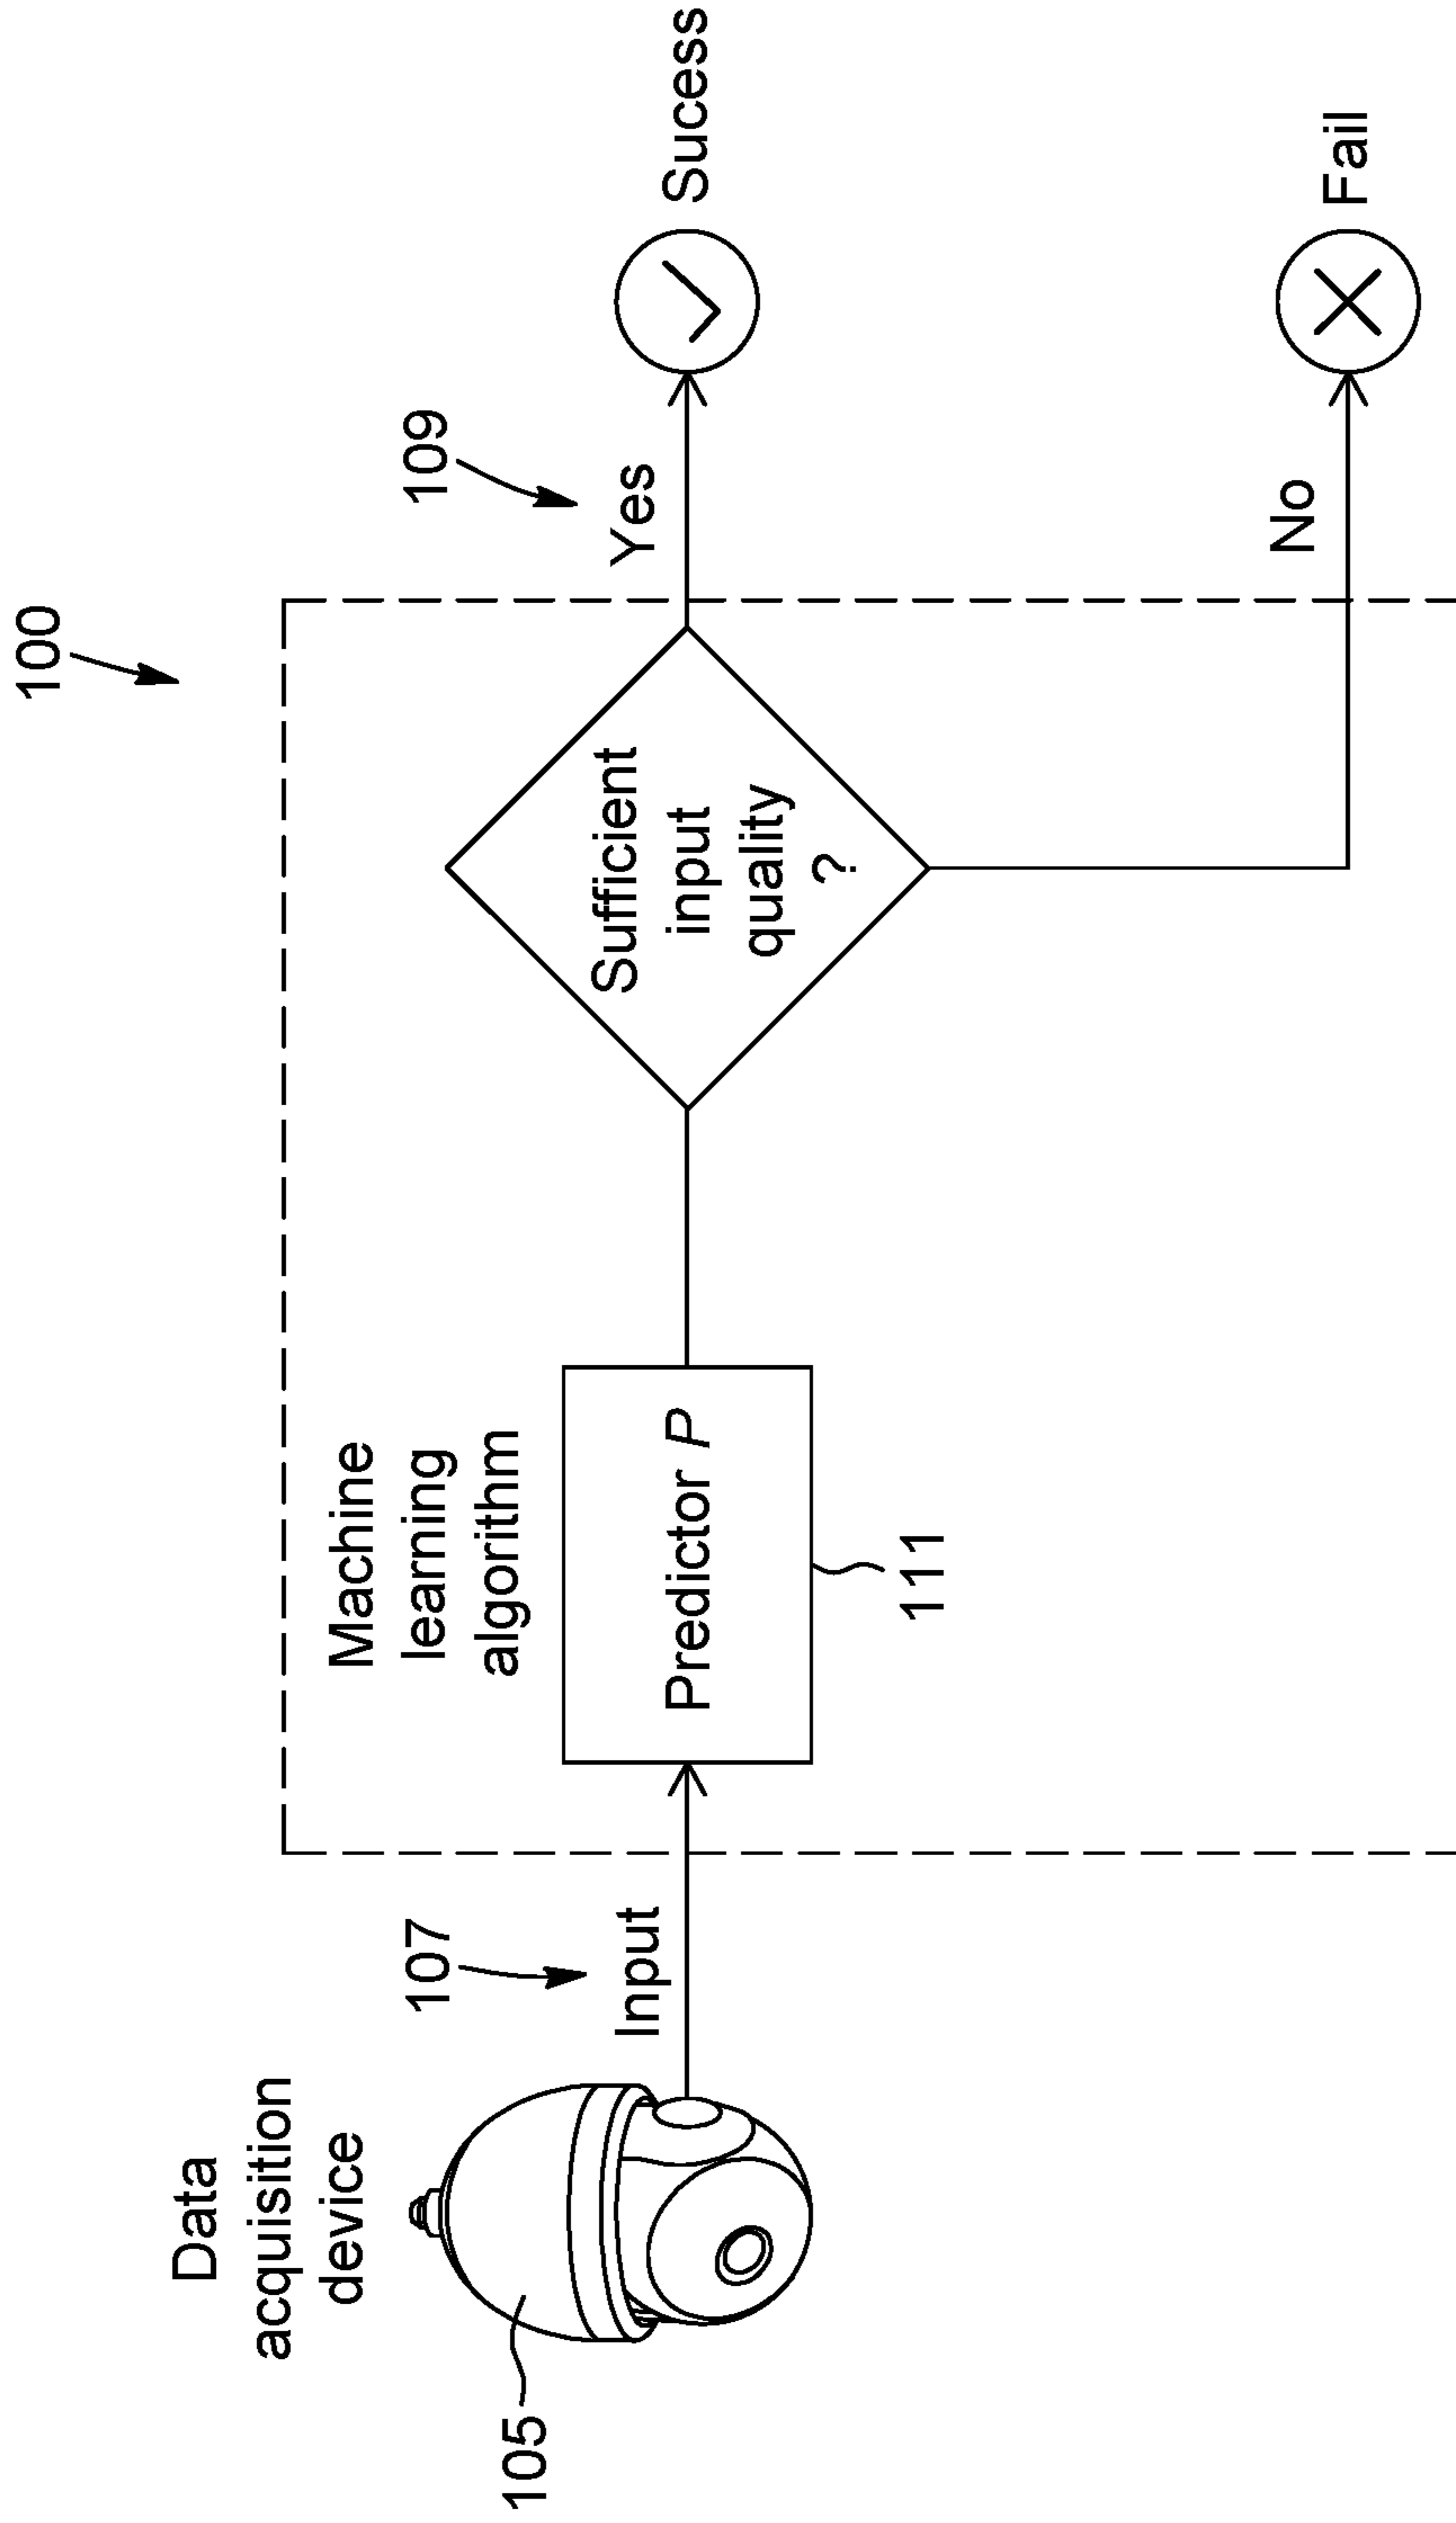 100
Data
acquisition
device
105
107
Input
Machine
learning
algorithm
Predictor P
111
Sufficient
input
quality
?
109
Yes
Sucess
No
Fail